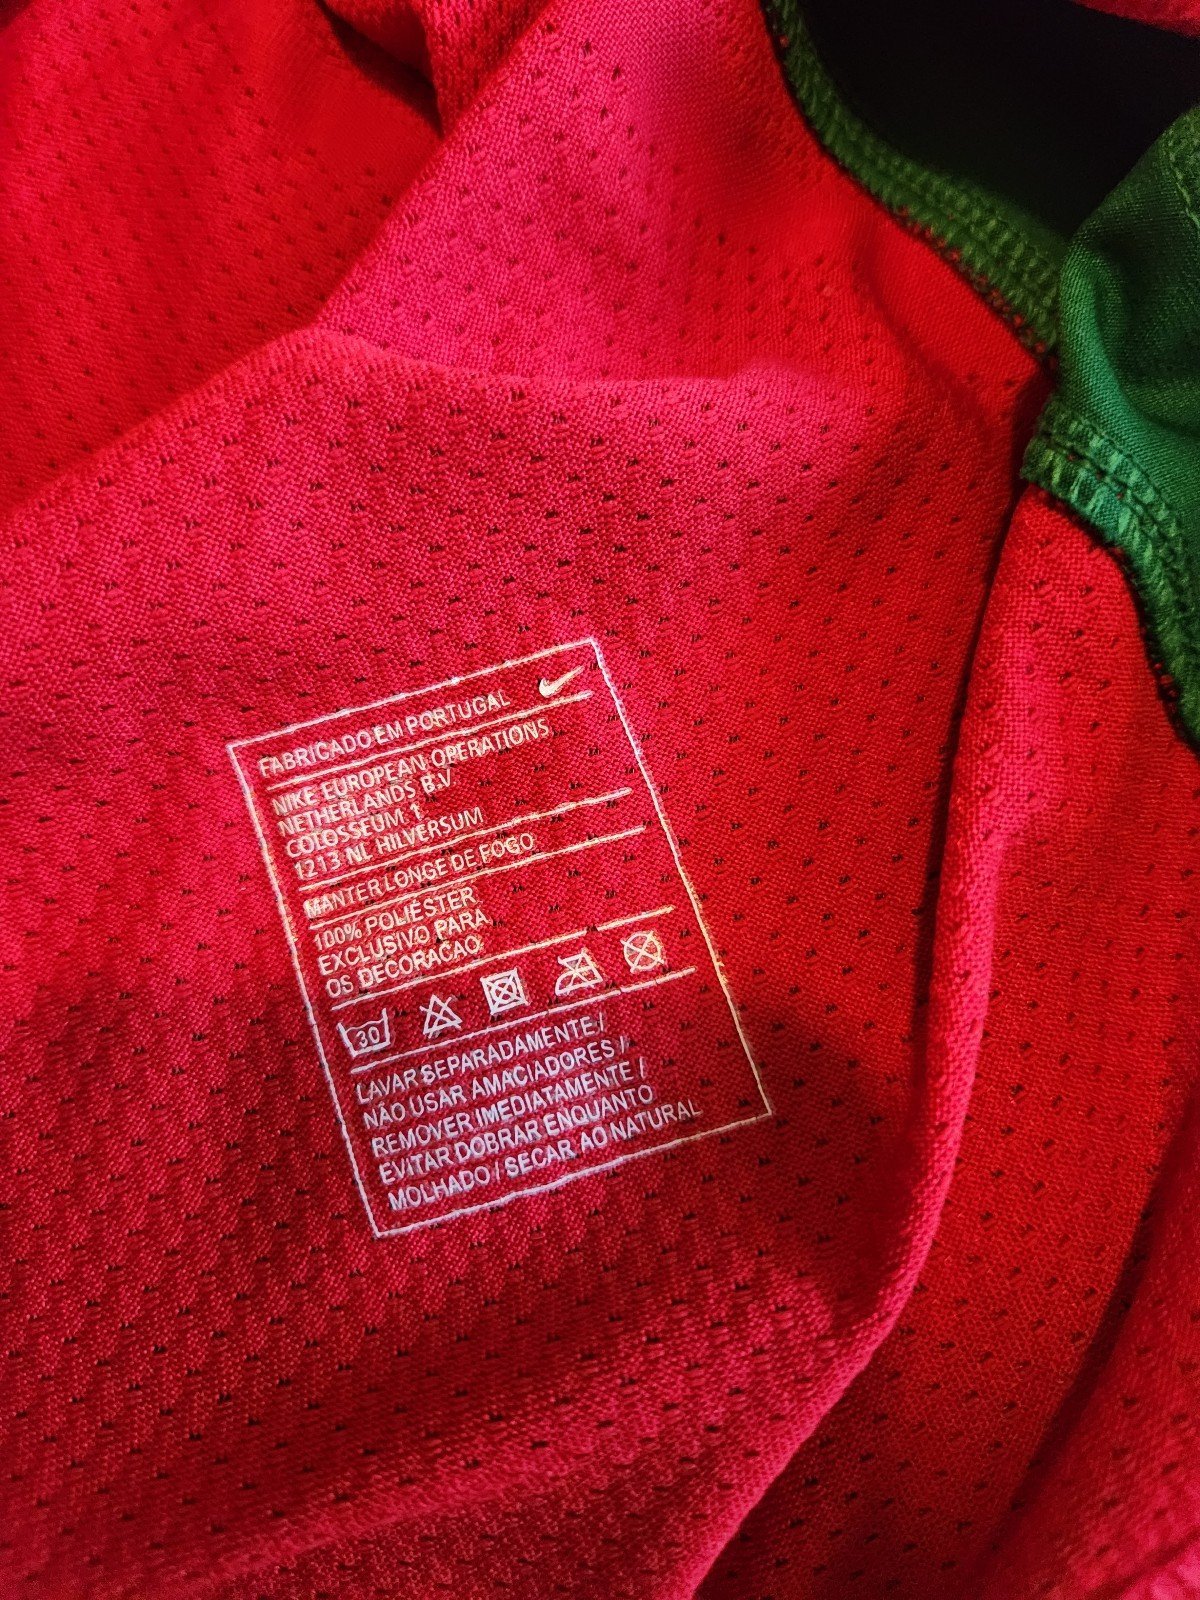 FABRICADO EM PORTUGAL
NIKE EUROPEAN OPERATIONS
NETHERLANDS B.V
COLOSSEUM 1
1213 NL HILVERSUM
MANTER LONGE DE FOGO
100% POLIÉSTER
EXCLUSIVO PARA
OS DECORACAO
30
LAVAR SEPARADAMENTE /
NÃO USAR AMACIADORES /
REMOVER IMEDIATAMENTE /
EVITAR DOBRAR ENQUANTO
MOLHADO / SECAR AO NATURAL